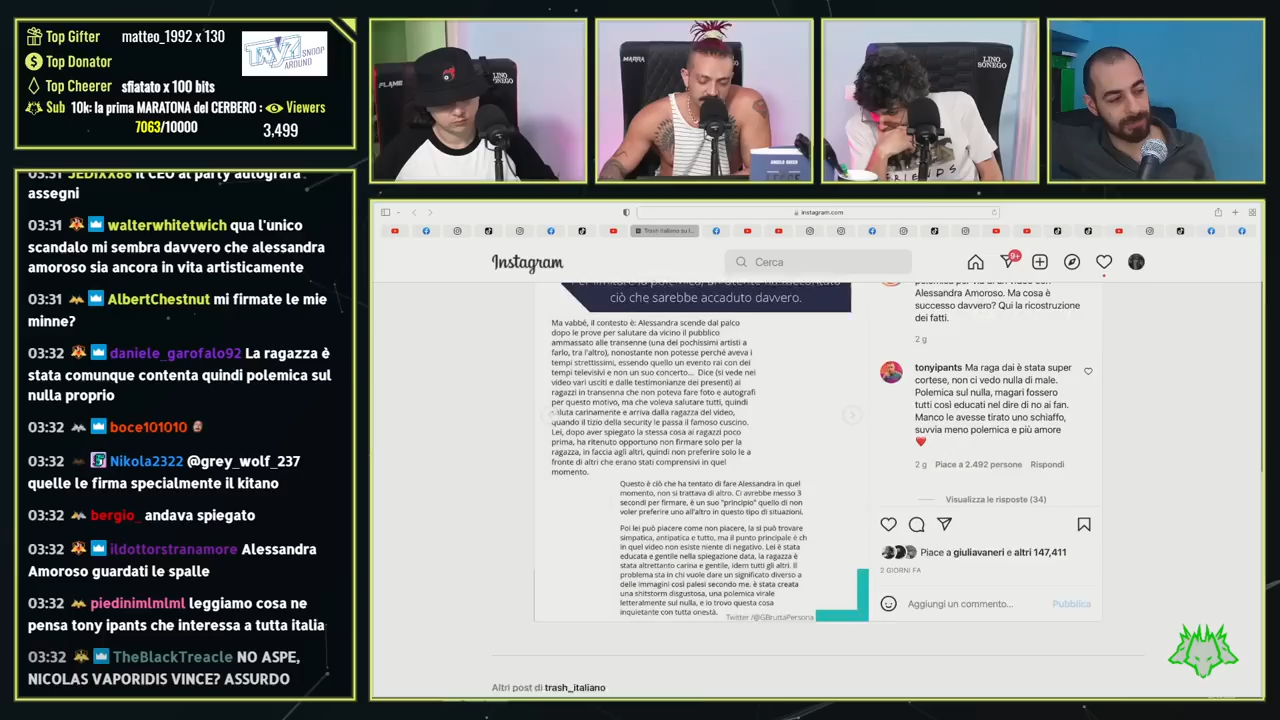 Top Gifter matteo_1992 x 130
Top Donator
Top Cheerer sfiatato x 100 bits
Sub 10k: la prima MARATONA del CERBERO : Viewers
7063/10000 3,499
SNOOP
AROUND
03:31 JEDIXX88 il CEO al party autografa
assegni
03:31 walterwhitetwich qua l'unico
scandalo mi sembra davvero che alessandra
amoroso sia ancora in vita artisticamente
03:31 AlbertChestnut mi firmate le mie
minne?
03:32 daniele_garofalo92 La ragazza è
stata comunque contenta quindi polemica sul
nulla proprio
03:32 boce101010
03:32 Nikola2322 @grey_wolf_237
quelle le firma specialmente il kitano
03:32 bergio_ andava spiegato
03:32 ildottorstranamore Alessandra
Amoroso guardati le spalle
03:32 piedinimlmlml leggiamo cosa ne
pensa tony ipants che interessa a tutta italia
03:32 TheBlackTreacle NO ASPE,
NICOLAS VAPORIDIS VINCE? ASSURDO
FLAME
LINO
SONEGO
MARRA
LINO
SONEGO
FRIENDS
instagram.com
Trash Italiano su I...
Instagram
Cerca
9+
ciò che sarebbe accaduto davvero.
Ma vabbé, il contesto è: Alessandra scende dal palco
dopo le prove per salutare da vicino il pubblico
ammassato alle transenne (una dei pochissimi artisti a
farlo, tra l'altro), nonostante non potesse perché aveva i
tempi strettissimi, essendo quello un evento rai con dei
tempi televisivi e non un suo concerto... Dice (si vede nei
video vari usciti e dalle testimonianze dei presenti) ai
ragazzi in transenna che non poteva fare foto e autografi
per questo motivo, ma che voleva salutare tutti, quindi
saluta carinamente e arriva dalla ragazza del video,
quando il tizio della security le passa il famoso cuscino.
Lei, dopo aver spiegato la stessa cosa ai ragazzi poco
prima, ha ritenuto opportuno non firmare solo per la
ragazza, in faccia agli altri, quindi non preferire solo le a
fronte di altri che erano stati comprensivi in quel
momento.
Questo è ciò che ha tentato di fare Alessandra in quel
momento, non si trattava di altro. Ci avrebbe messo 3
secondi per firmare, è un suo "principio" quello di non
voler preferire uno all'altro in questo tipo di situazioni.
Poi lei può piacere come non piacere, la si può trovare
simpatica, antipatica e tutto, ma il punto principale é ch
in quel video non esiste niente di negativo. Lei è stata
educata e gentile nella spiegazione data, la ragazza è
stata altrettanto carina e gentile, idem tutti gli altri. Il
problema sta in chi vuole dare un significato diverso a
delle immagini così palesi secondo me. è stata creata
una shitstorm disgustosa, una polemica virale
letteralmente sul nulla, e io trovo questa cosa
inquietante con tutta onestà.
Twitter /@GBruttaPersona
Alessandra Amoroso. Ma cosa è
successo davvero? Qui la ricostruzione
dei fatti.
2 g
tonyipants Ma raga dai è stata super
cortese, non ci vedo nulla di male.
Polemica sul nulla, magari fossero
tutti così educati nel dire di no ai fan.
Manco le avesse tirato uno schiaffo,
suvvia meno polemica e più amore
❤️
2 g Piace a 2.492 persone Rispondi
Visualizza le risposte (34)
Piace a giuliavaneri e altri 147,411
2 GIORNI FA
Aggiungi un commento... Pubblica
Altri post di trash_italiano